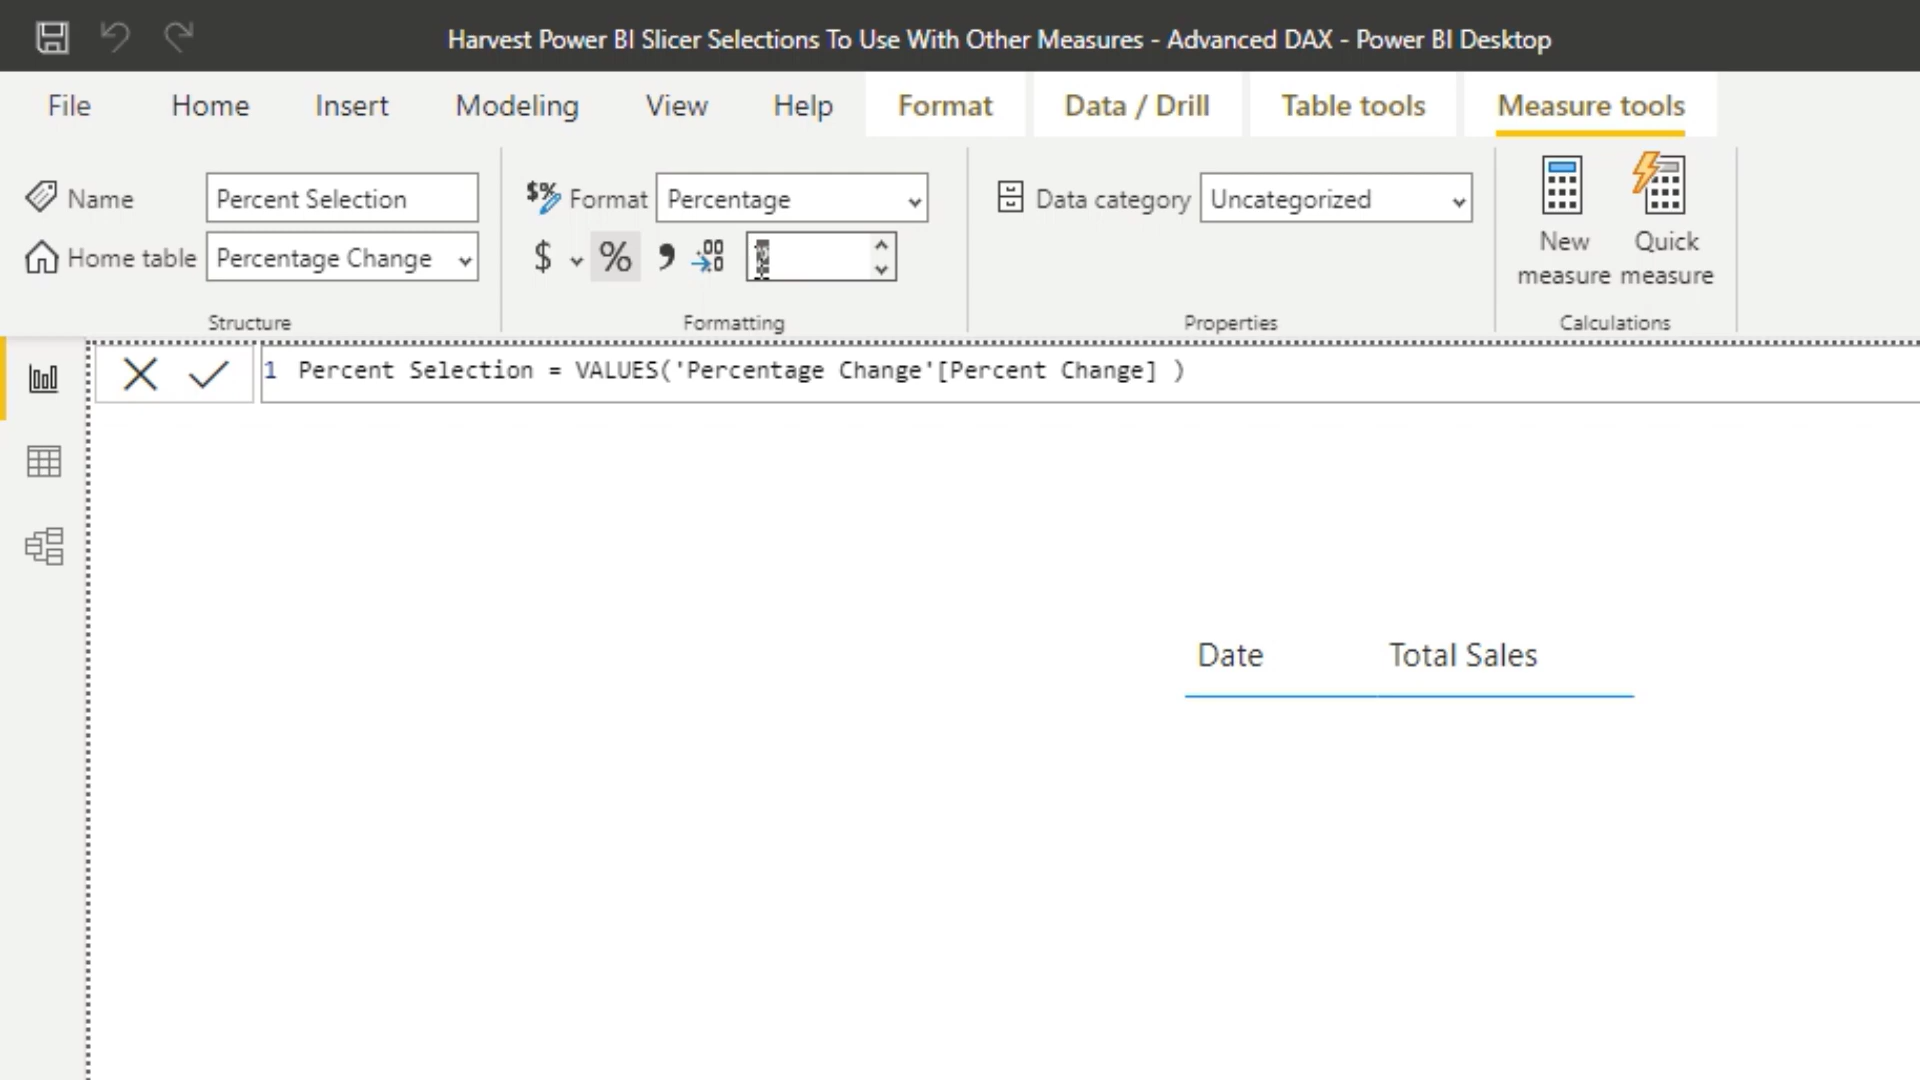 Harvest Power BI Slicer Selections To Use With Other Measures - Advanced DAX - Power BI Desktop
File Home Insert Modeling View Help Format Data / Drill Table tools Measure tools
Name Percent Selection
Home table Percentage Change
Structure
$% Format Percentage
$ % , .00 .0
Formatting
Data category Uncategorized
Properties
New measure
Quick measure
Calculations
1 Percent Selection = VALUES('Percentage Change'[Percent Change] )
Date Total Sales